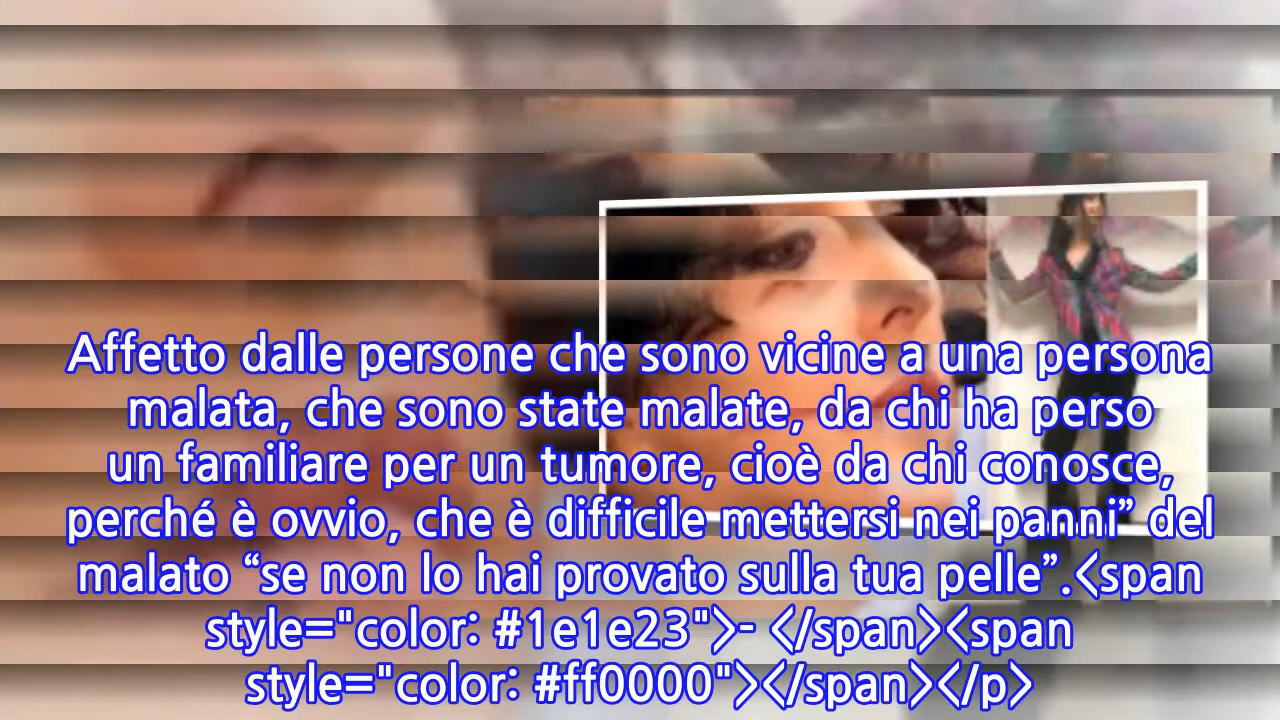 Affetto dalle persone che sono vicine a una persona
malata, che sono state malate, da chi ha perso
un familiare per un tumore, cioè da chi conosce,
perché è ovvio, che è difficile mettersi nei panni” del
malato “se non lo hai provato sulla tua pelle”.<span
style="color: #1e1e23">- </span><span
style="color: #ff0000"></span></p>